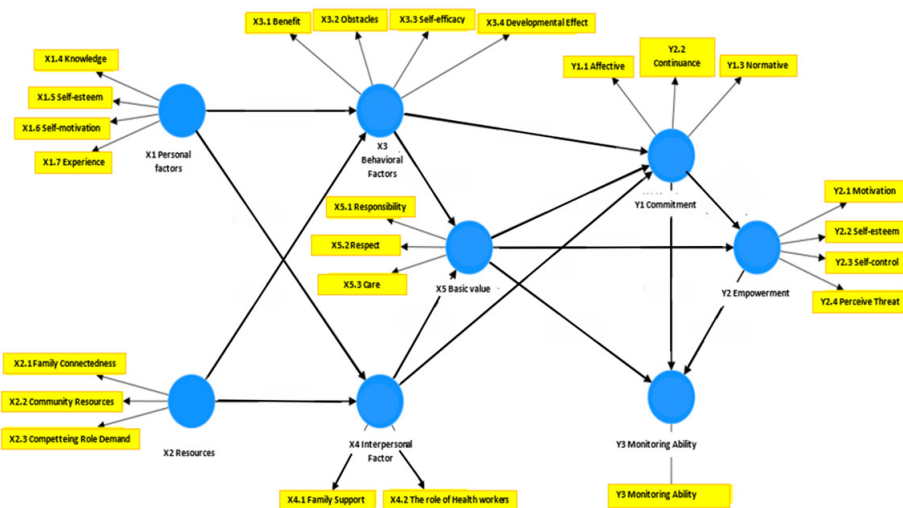 X3.1 Benefit
X3.2 Obstacles
X3.3 Self-efficacy
X3.4 Developmental Effect
Y2.2
Continuance
Y1.1 Affective
Y1.3 Normative
X1.4 Knowledge
X1.5 Self-esteem
X1.6 Self-motivation
X1.7 Experience
X1 Personal
factors
X3
Behavioral
Factors
Y1 Commitment
X5.1 Responsibility
X5.2 Respect
X5.3 Care
X5 Basic value
Y2.1 Motivation
Y2.2 Self-esteem
Y2.3 Self-control
Y2.4 Perceive Threat
Y2 Empowerment
X2.1 Family Connectedness
X2.2 Community Resources
X2.3 Competteing Role Demand
X2 Resources
X4 Interpersonal
Factor
X4.1 Family Support
X4.2 The role of Health workers
Y3 Monitoring Ability
Y3 Monitoring Ability